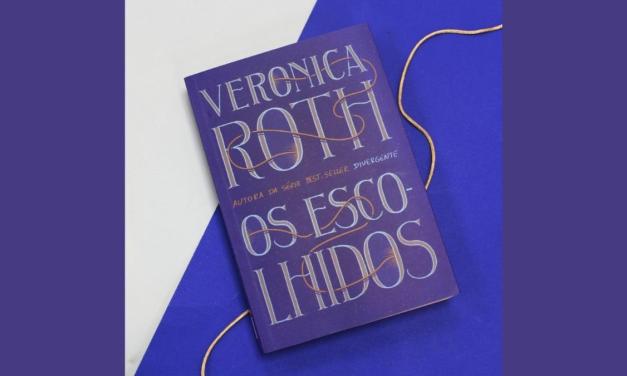 VERONICA
ROTH
AUTORA DA SÉRIE BEST-SELLER DIVERGENTE
OS ESCO-
LHIDOS